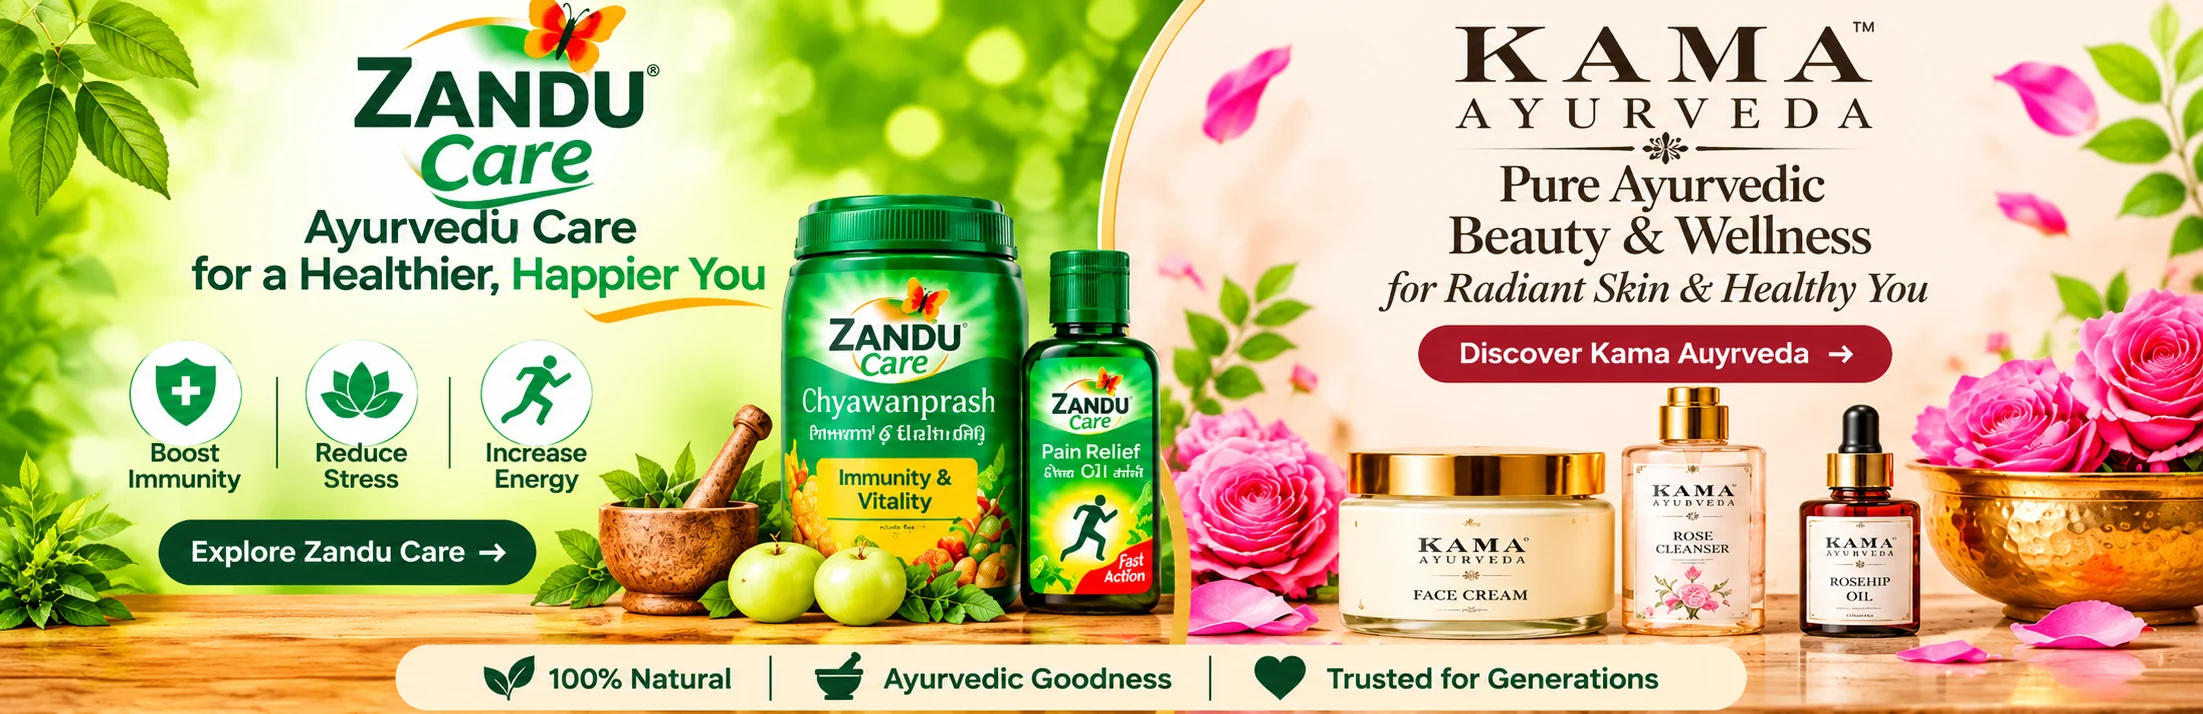 ZANDU®
Care
Ayurvedu Care
for a Healthier, Happier You
Boost
Immunity
Reduce
Stress
Increase
Energy
Explore Zandu Care →
ZANDU
Care
Chyawanprash
Immunity &
Vitality
ZANDU
Care
Pain Relief
Fast
Action
KAMA™
AYURVEDA
Pure Ayurvedic
Beauty & Wellness
for Radiant Skin & Healthy You
Discover Kama Auyrveda →
KAMA
AYURVEDA
FACE CREAM
KAMA
AYURVEDA
ROSE
CLEANSER
KAMA
AYURVEDA
ROSEHIP
OIL
100% Natural
Ayurvedic Goodness
Trusted for Generations